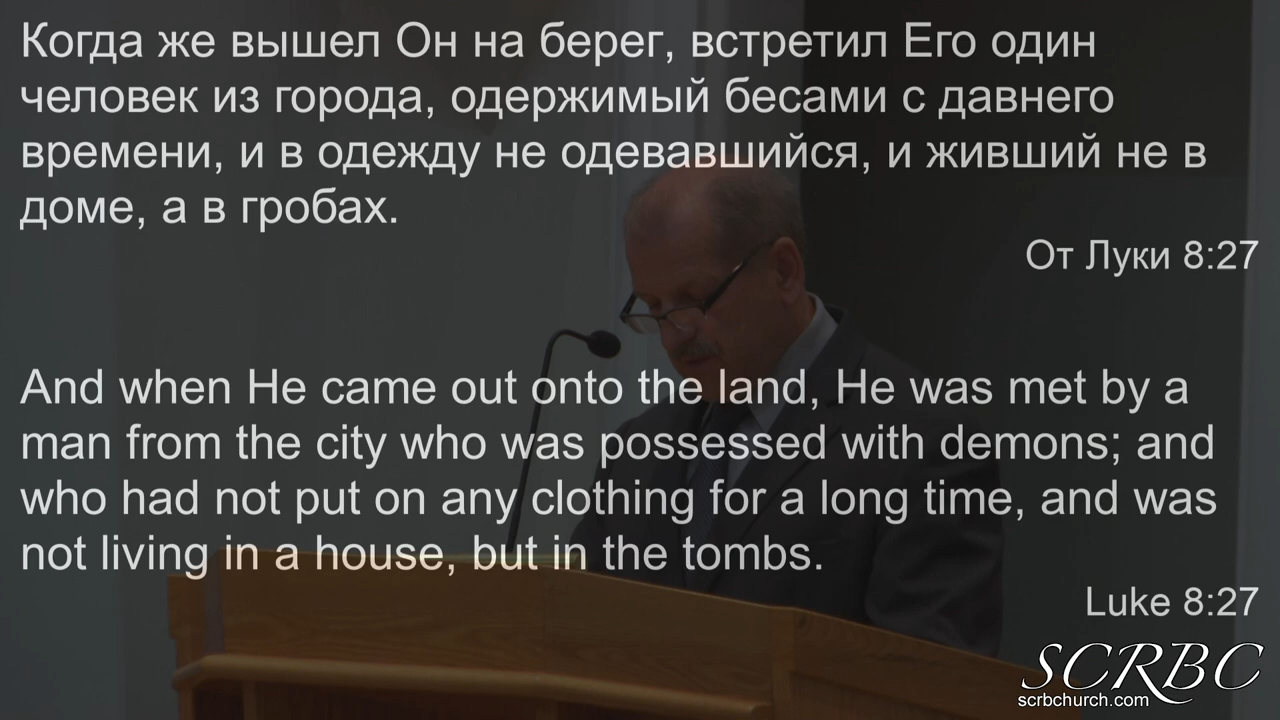 Когда же вышел Он на берег, встретил Его один
человек из города, одержимый бесами с давнего
времени, и в одежду не одевавшийся, и живший не в
доме, а в гробах.
От Луки 8:27
And when He came out onto the land, He was met by a
man from the city who was possessed with demons; and
who had not put on any clothing for a long time, and was
not living in a house, but in the tombs.
Luke 8:27
SCRBC
scrbchurch.com